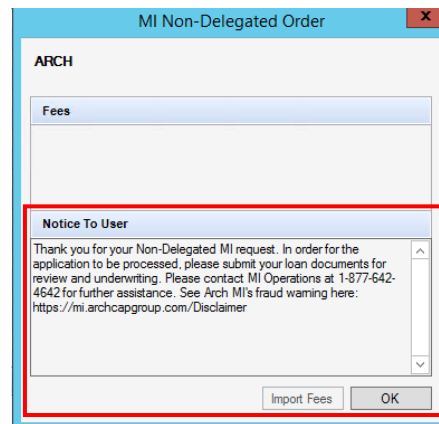 MI Non-Delegated Order
x
ARCH
Fees
Notice To User
Thank you for your Non-Delegated MI request. In order for the
application to be processed, please submit your loan documents for
review and underwriting. Please contact MI Operations at 1-877-642-
4642 for further assistance. See Arch MI's fraud warning here:
https://mi.archcapgroup.com/Disclaimer
Import Fees
OK